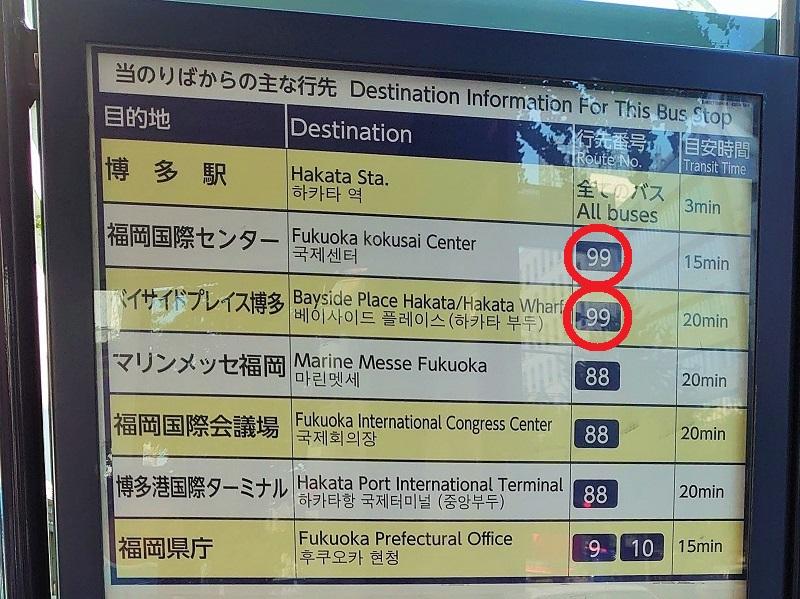 当のりばからの主な行先 Destination Information For This Bus Stop
目的地 Destination 行先番号 目安時間
Route No. Transit Time
博多駅 Hakata Sta. 全てのバス 3min
하카타 역 All buses
福岡国際センター Fukuoka kokusai Center 99 15min
국제센터
ベイサイドプレイス博多 Bayside Place Hakata/Hakata Wharf 99 20min
베이사이드 플레이스(하카타 부두)
マリンメッセ福岡 Marine Messe Fukuoka 88 20min
마린멧세
福岡国際会議場 Fukuoka International Congress Center 88 20min
국제회의장
博多港国際ターミナル Hakata Port International Terminal 88 20min
하카타항 국제터미널 (중앙부두)
福岡県庁 Fukuoka Prefectural Office 9 10 15min
후쿠오카 현청